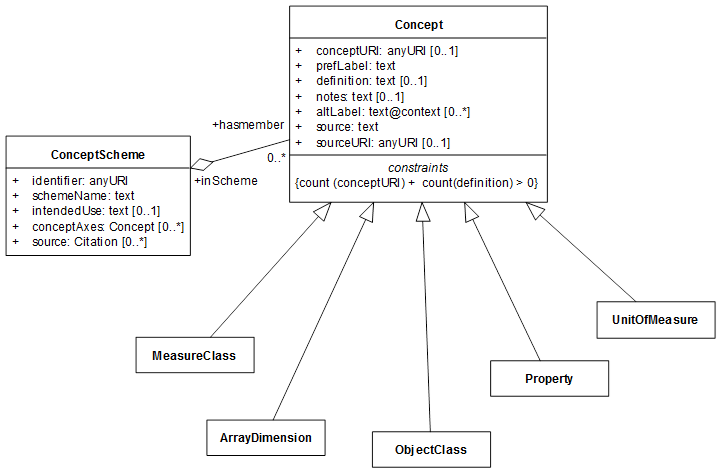 Concept
+ conceptURI: anyURI [0..1]
+ prefLabel: text
+ definition: text [0..1]
+ notes: text [0..1]
+ altLabel: text@context [0..*]
+ source: text
+ sourceURI: anyURI [0..1]
constraints
{count (conceptURI) + count(definition) > 0}
+hasmember
0..*
+inScheme
ConceptScheme
+ identifier: anyURI
+ schemeName: text
+ intendedUse: text [0..1]
+ conceptAxes: Concept [0..*]
+ source: Citation [0..*]
UnitOfMeasure
MeasureClass
Property
ArrayDimension
ObjectClass